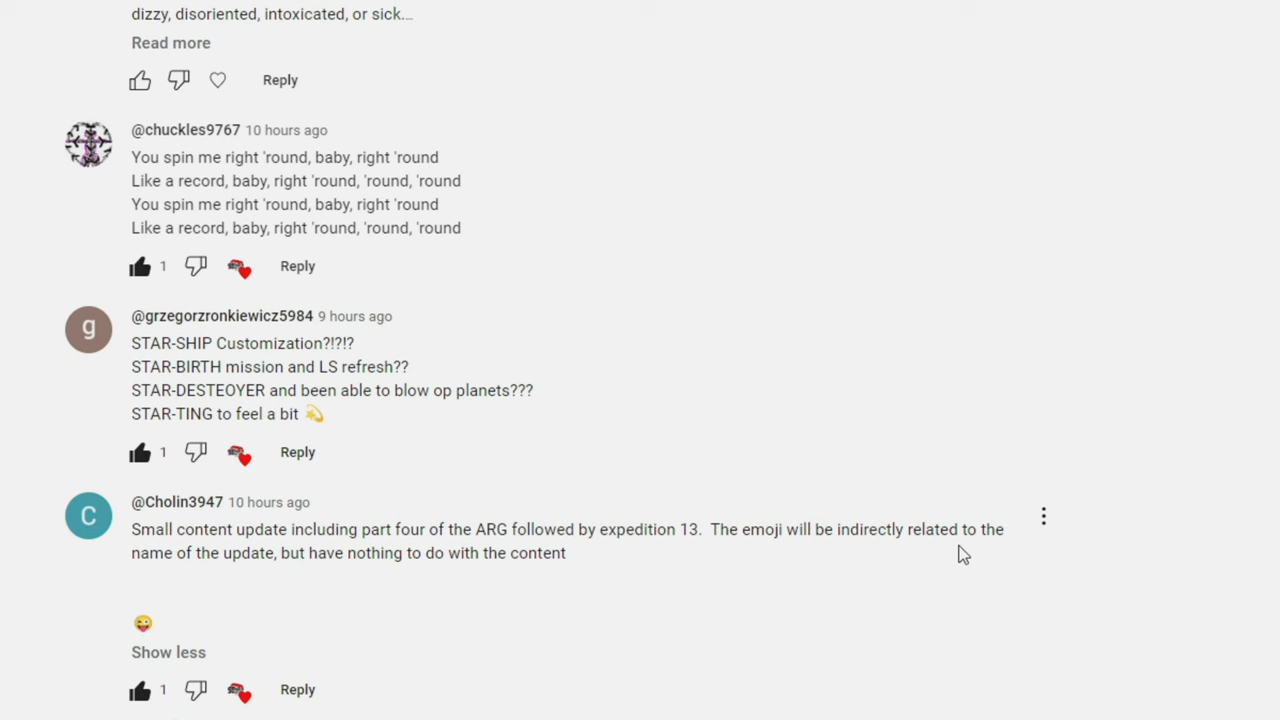 dizzy, disoriented, intoxicated, or sick...
Read more
Reply
@chuckles9767 10 hours ago
You spin me right 'round, baby, right 'round
Like a record, baby, right 'round, 'round, 'round
You spin me right 'round, baby, right 'round
Like a record, baby, right 'round, 'round, 'round
1 Reply
g
@grzegorzronkiewicz5984 9 hours ago
STAR-SHIP Customization?!?!?
STAR-BIRTH mission and LS refresh??
STAR-DESTEOYER and been able to blow op planets???
STAR-TING to feel a bit 💫
1 Reply
C
@Cholin3947 10 hours ago
Small content update including part four of the ARG followed by expedition 13. The emoji will be indirectly related to the
name of the update, but have nothing to do with the content
😜
Show less
1 Reply